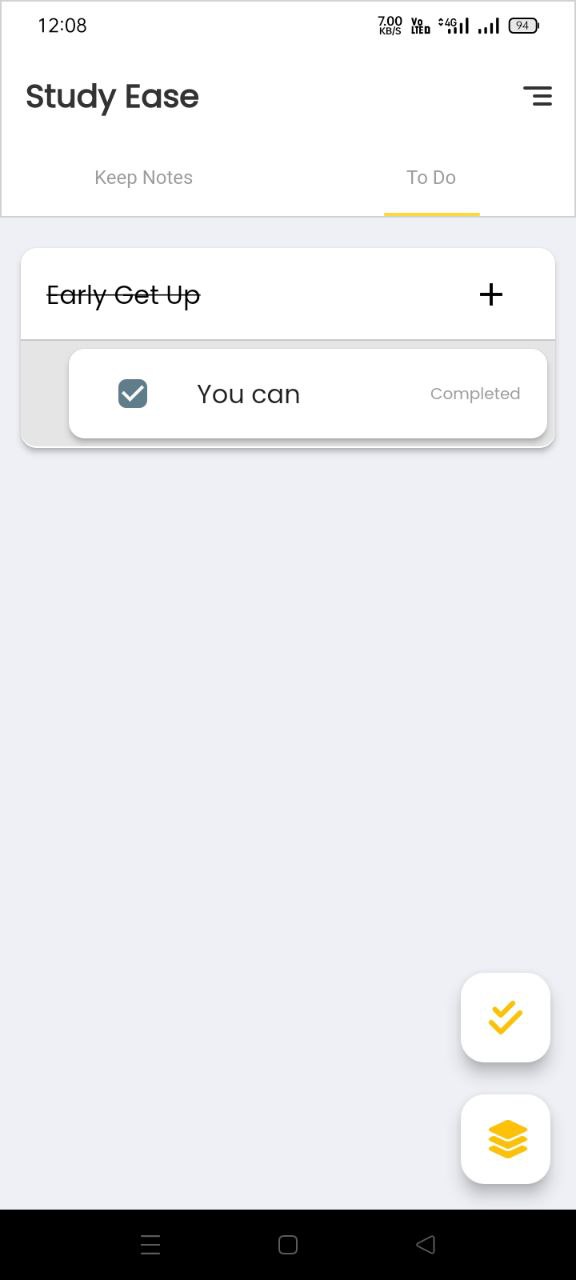 12:08 7.00 KB/S Vo LTED 4G 94
Study Ease
Keep Notes To Do
Early Get Up
You can Completed